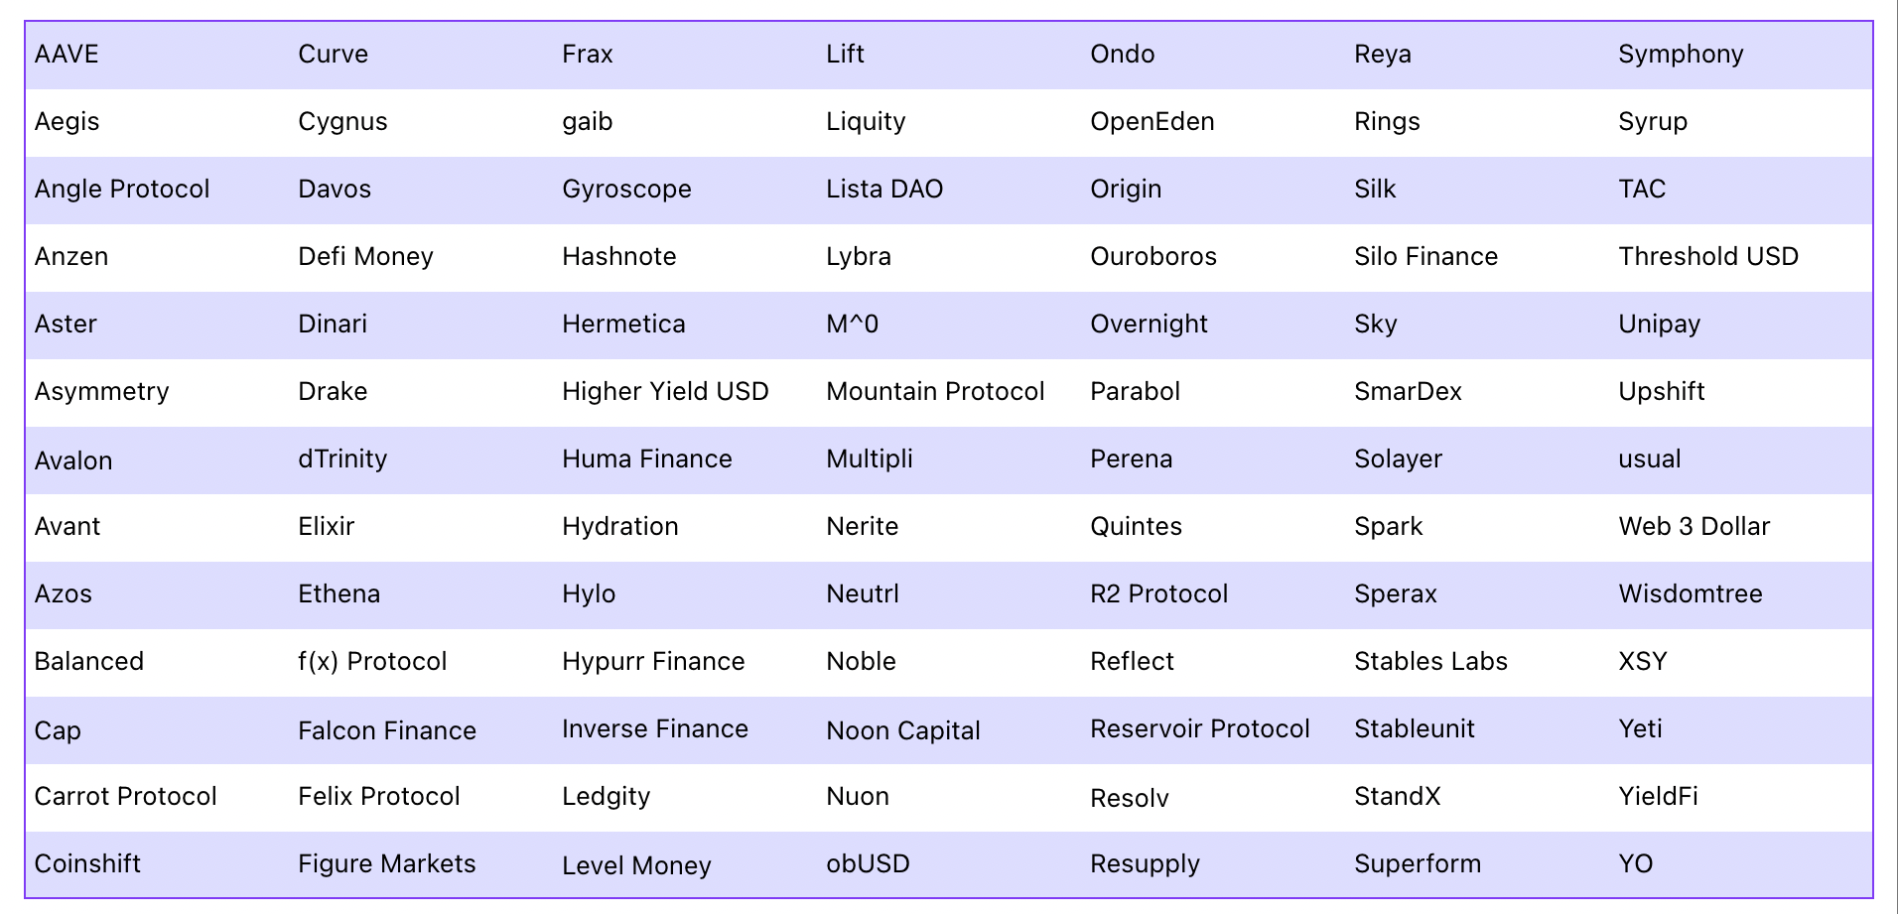 AAVE Curve Frax Lift Ondo Reya Symphony
Aegis Cygnus gaib Liquity OpenEden Rings Syrup
Angle Protocol Davos Gyroscope Lista DAO Origin Silk TAC
Anzen Defi Money Hashnote Lybra Ouroboros Silo Finance Threshold USD
Aster Dinari Hermetica M^0 Overnight Sky Unipay
Asymmetry Drake Higher Yield USD Mountain Protocol Parabol SmarDex Upshift
Avalon dTrinity Huma Finance Multipli Perena Solayer usual
Avant Elixir Hydration Nerite Quintes Spark Web 3 Dollar
Azos Ethena Hylo Neutrl R2 Protocol Sperax Wisdomtree
Balanced f(x) Protocol Hypurr Finance Noble Reflect Stables Labs XSY
Cap Falcon Finance Inverse Finance Noon Capital Reservoir Protocol Stableunit Yeti
Carrot Protocol Felix Protocol Ledgity Nuon Resolv StandX YieldFi
Coinshift Figure Markets Level Money obUSD Resupply Superform YO